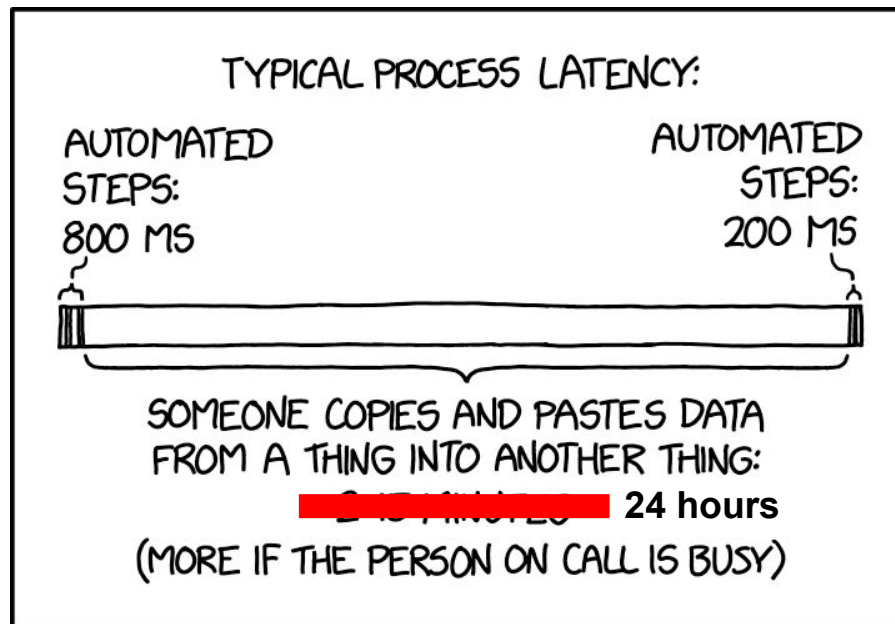 TYPICAL PROCESS LATENCY:
AUTOMATED STEPS:
800 MS
AUTOMATED STEPS:
200 MS
SOMEONE COPIES AND PASTES DATA
FROM A THING INTO ANOTHER THING:
24 hours
(MORE IF THE PERSON ON CALL IS BUSY)